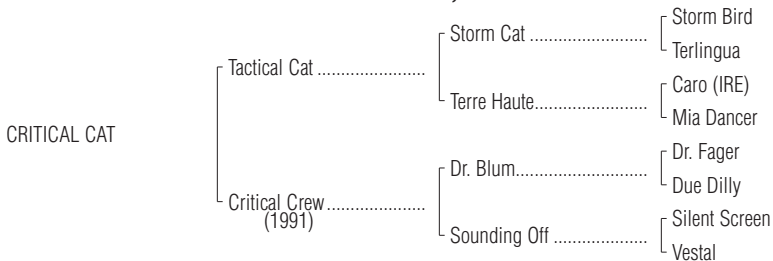 Storm Bird
Storm Cat ........................
Terlingua
Tactical Cat .......................
Caro (IRE)
Terre Haute........................
Mia Dancer
CRITICAL CAT
Dr. Fager
Dr. Blum............................
Due Dilly
Critical Crew .....................
(1991)
Silent Screen
Sounding Off ....................
Vestal